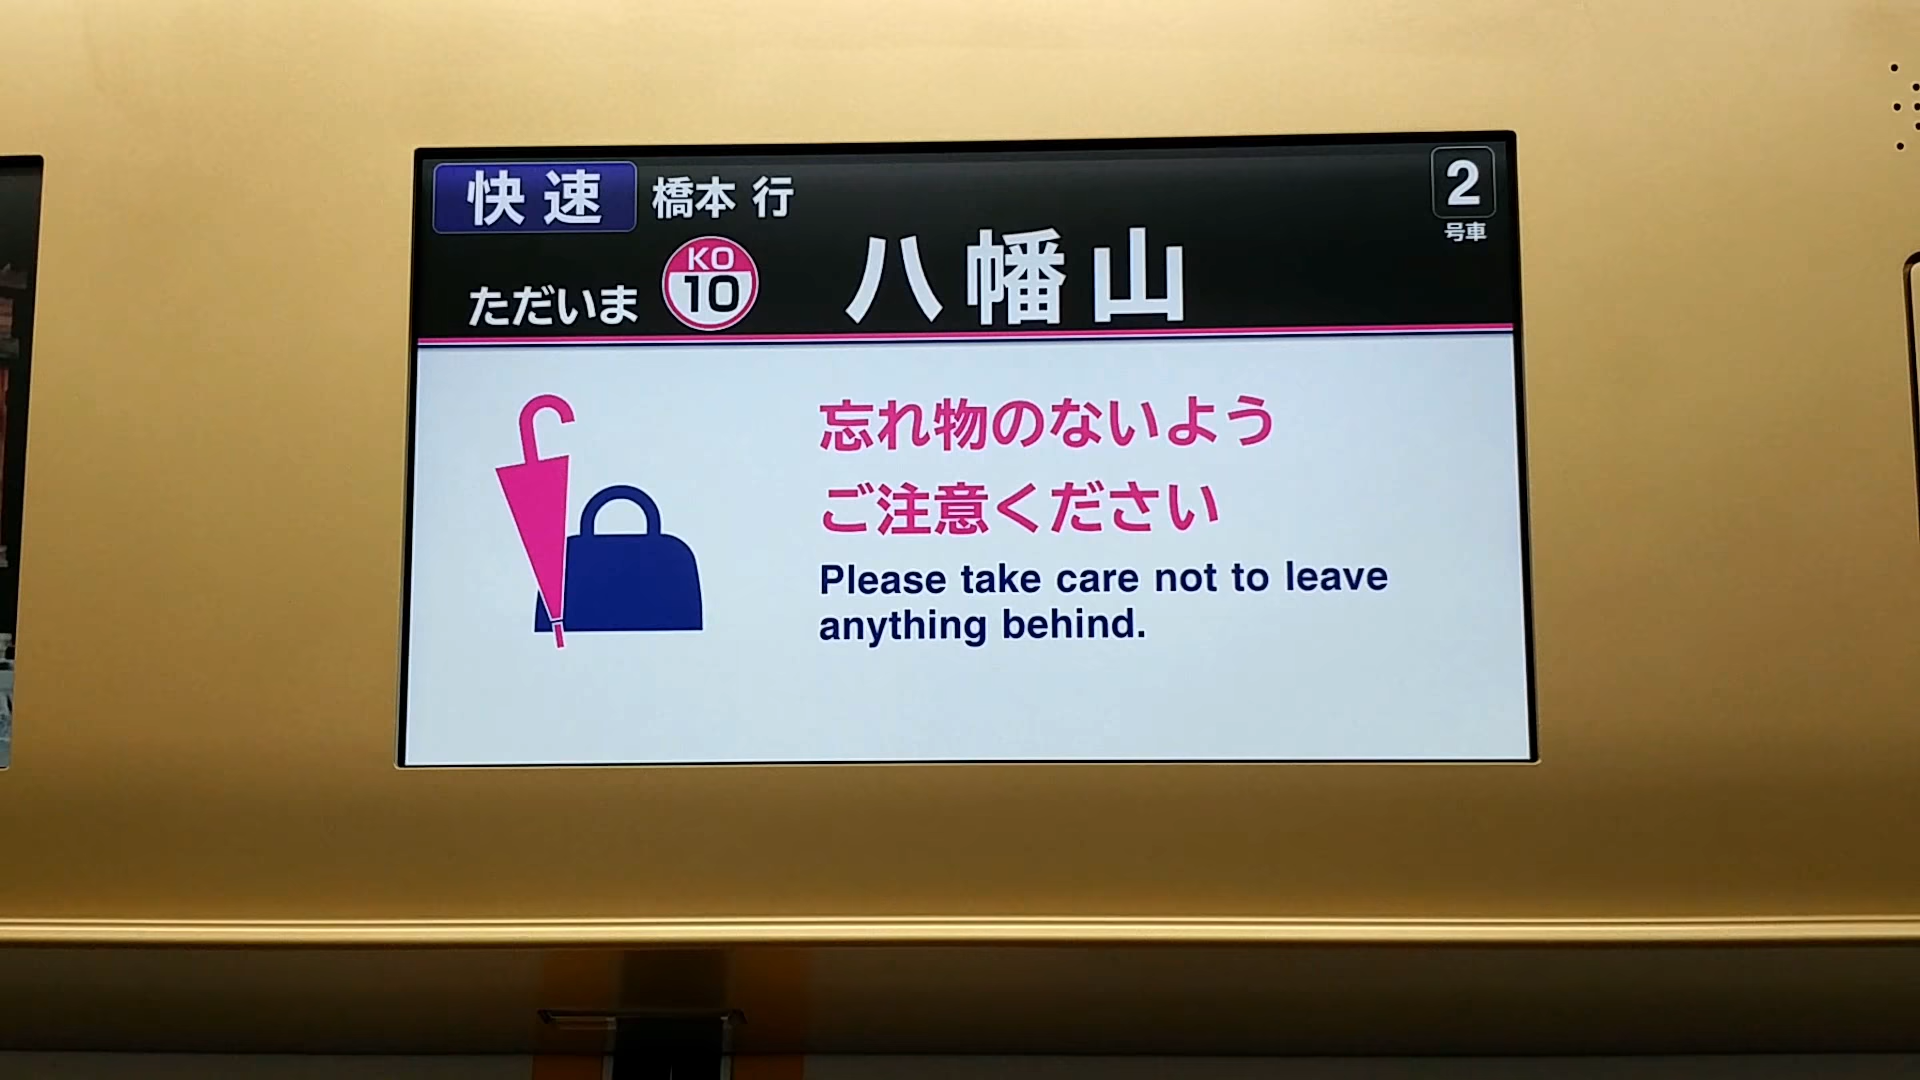 快速 橋本 行
2
号車
ただいま KO 10 八幡山
忘れ物のないよう
ご注意ください
Please take care not to leave
anything behind.